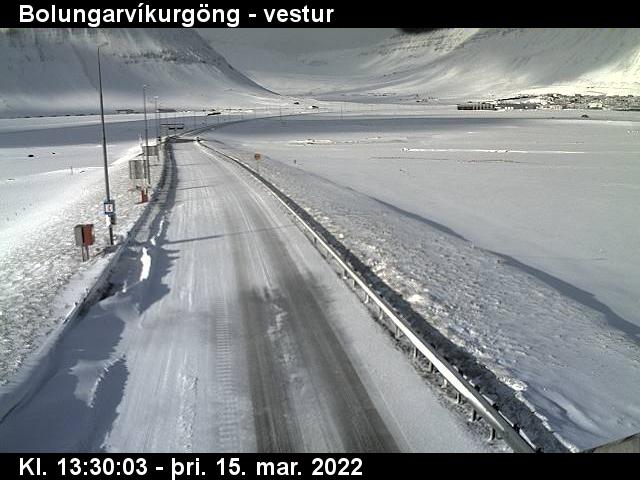 Bolungarvíkurgöng - vestur
Kl. 13:30:03 - þri. 15. mar. 2022